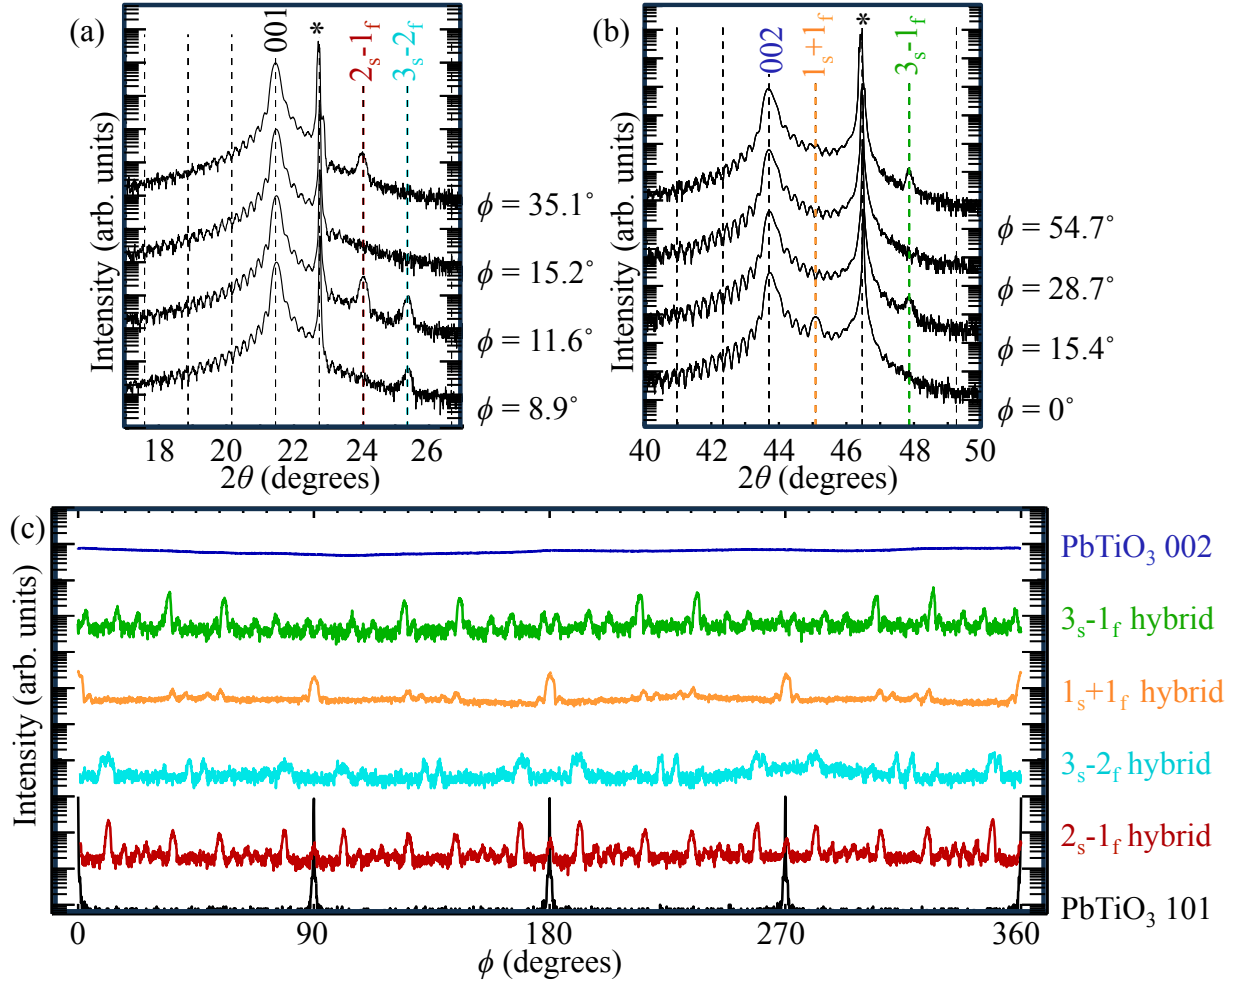 (a)
001
*
2s-1f
3s-2f
Intensity (arb. units)
ϕ = 35.1°
ϕ = 15.2°
ϕ = 11.6°
ϕ = 8.9°
18 20 22 24 26
2θ (degrees)
(b)
002
1s+1f
*
3s-1f
Intensity (arb. units)
ϕ = 54.7°
ϕ = 28.7°
ϕ = 15.4°
ϕ = 0°
40 42 44 46 48 50
2θ (degrees)
(c)
Intensity (arb. units)
PbTiO3 002
3s-1f hybrid
1s+1f hybrid
3s-2f hybrid
2s-1f hybrid
PbTiO3 101
0 90 180 270 360
ϕ (degrees)